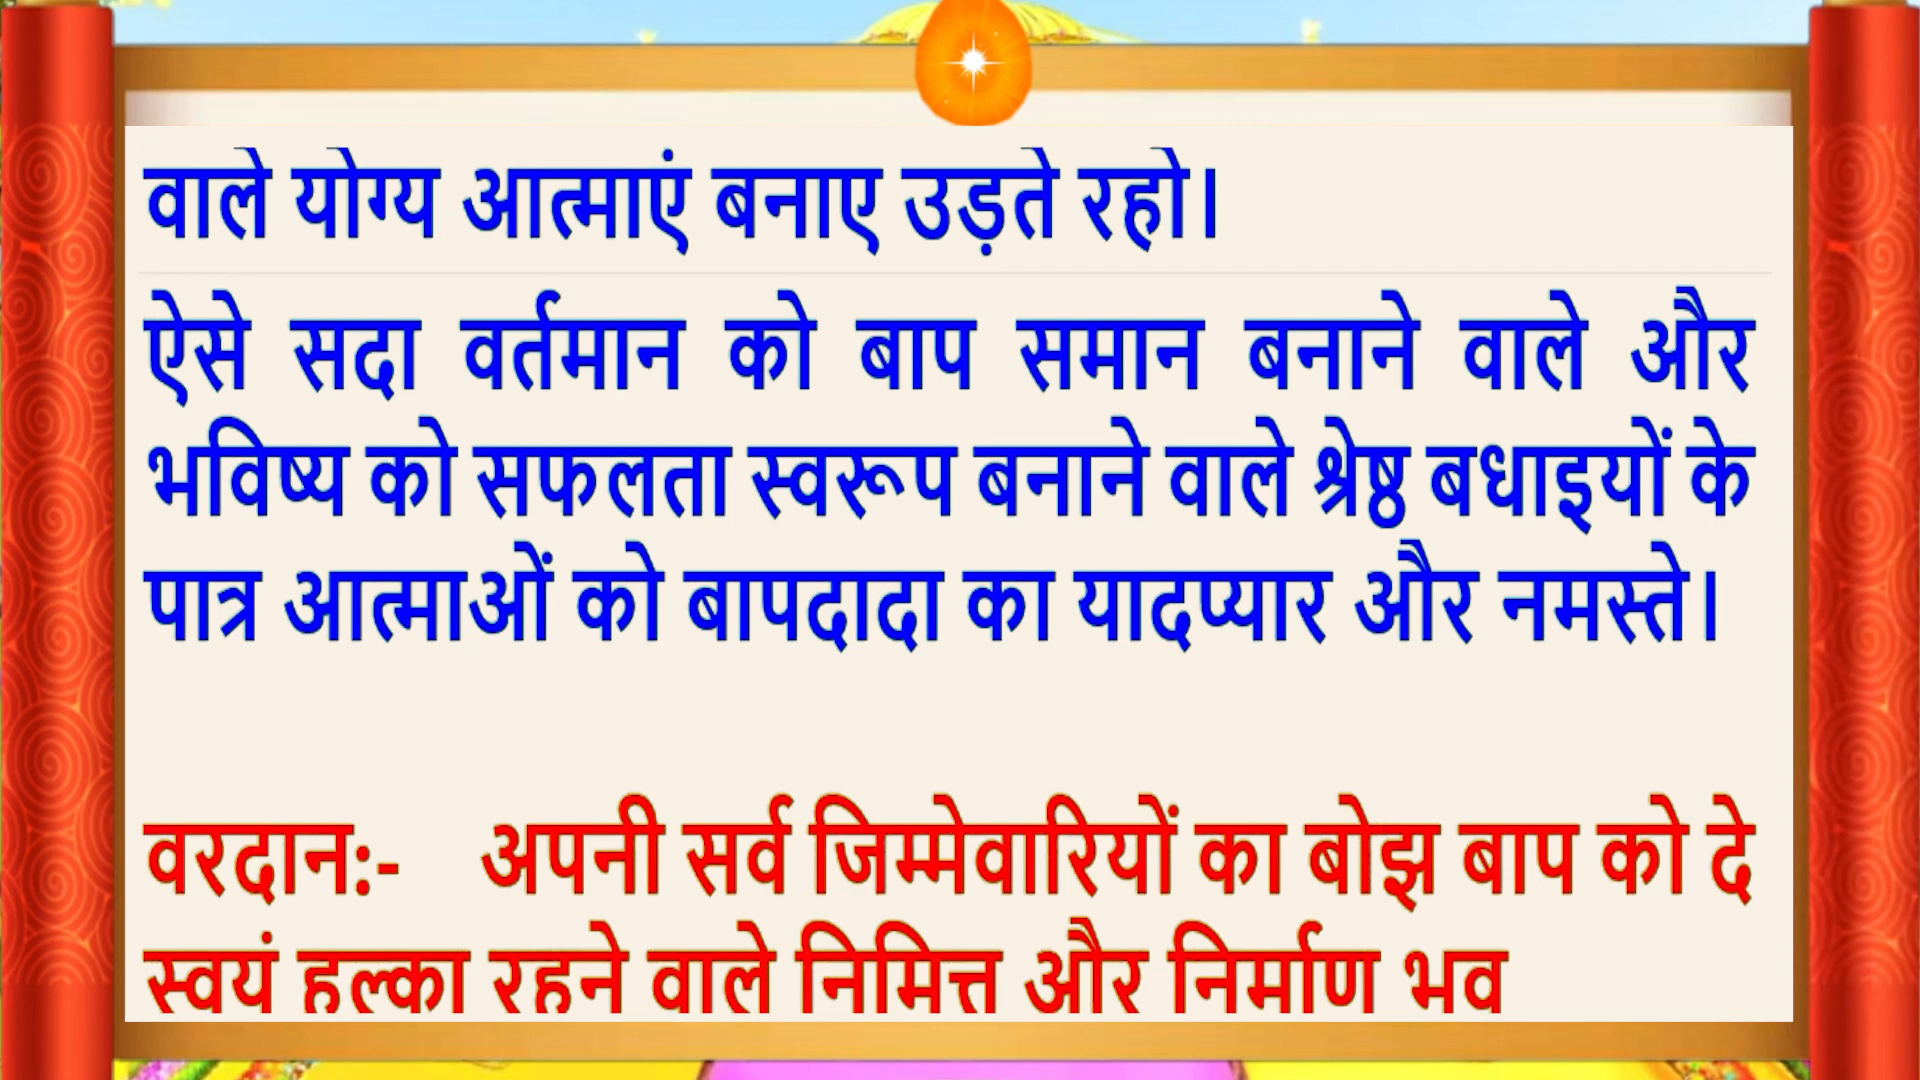 वाले योग्य आत्माएं बनाए उड़ते रहो।
ऐसे सदा वर्तमान को बाप समान बनाने वाले और
भविष्य को सफलता स्वरूप बनाने वाले श्रेष्ठ बधाइयों के
पात्र आत्माओं को बापदादा का यादप्यार और नमस्ते।
वरदान:- अपनी सर्व जिम्मेवारियों का बोझ बाप को दे
स्वयं हल्का रहने वाले निमित्त और निर्माण भव